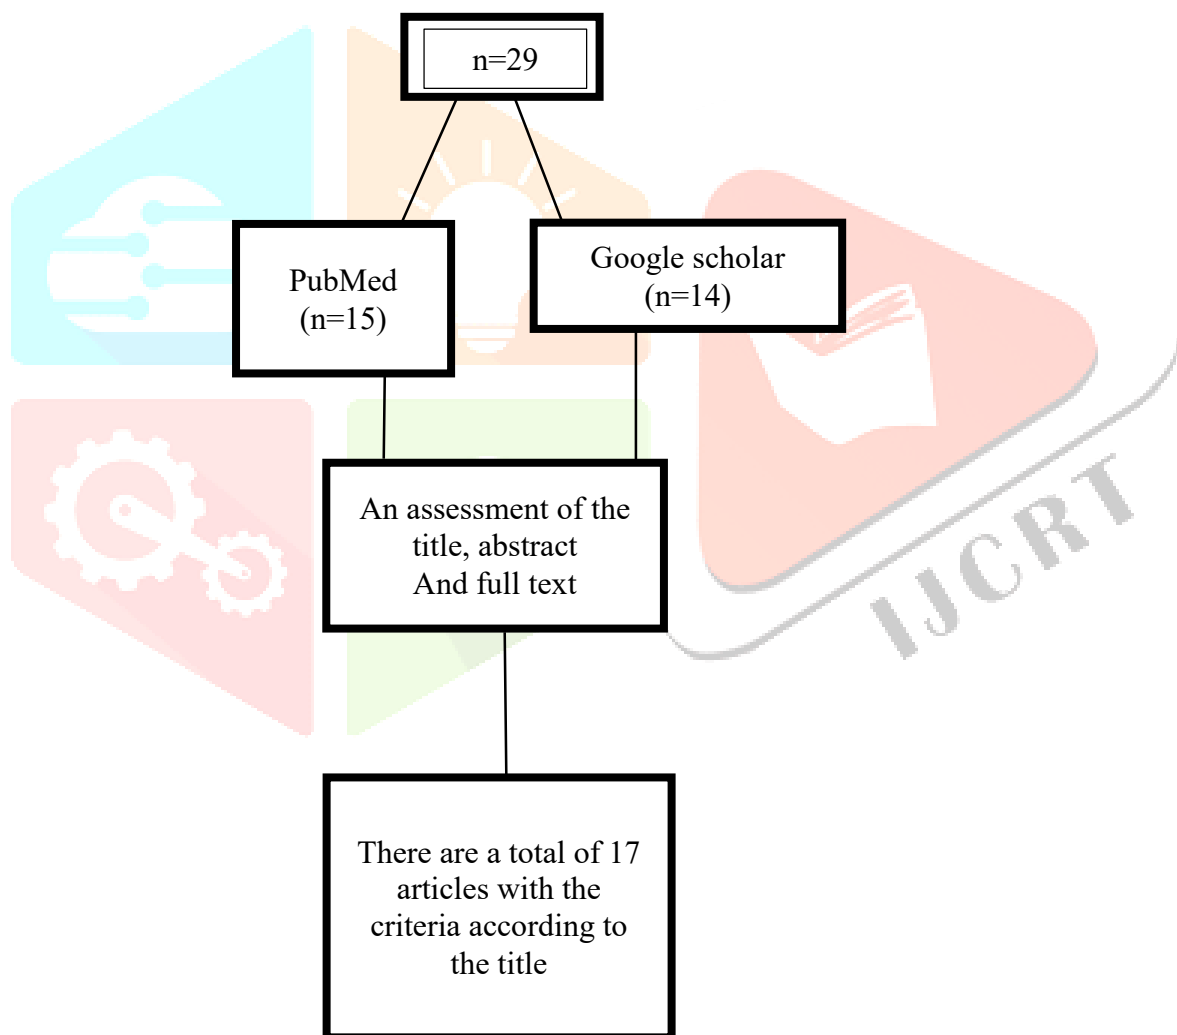 n=29
PubMed
(n=15)
Google scholar
(n=14)
An assessment of the
title, abstract
And full text
There are a total of 17
articles with the
criteria according to
the title
IJCRT